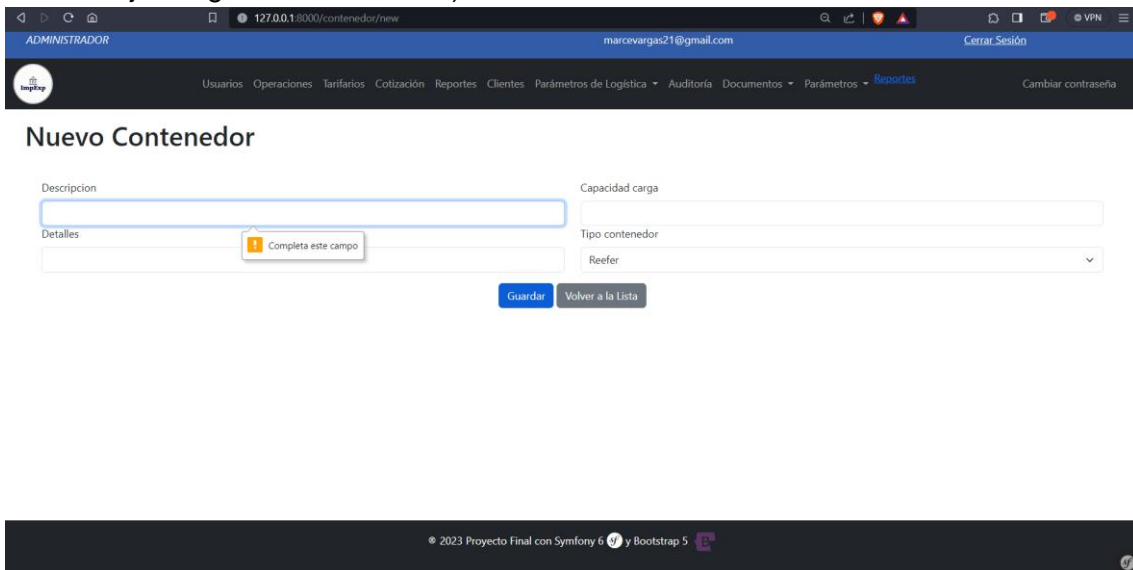 127.0.0.1:8000/contenedor/new
VPN
ADMINISTRADOR marcevargas21@gmail.com Cerrar Sesión
ImpExp Usuarios Operaciones Tarifarios Cotización Reportes Clientes Parámetros de Logística Auditoría Documentos Parámetros Reportes Cambiar contraseña
Nuevo Contenedor
Descripcion Capacidad carga
Detalles Completa este campo Tipo contenedor
Reefer
Guardar Volver a la Lista
© 2023 Proyecto Final con Symfony 6 sf y Bootstrap 5 B